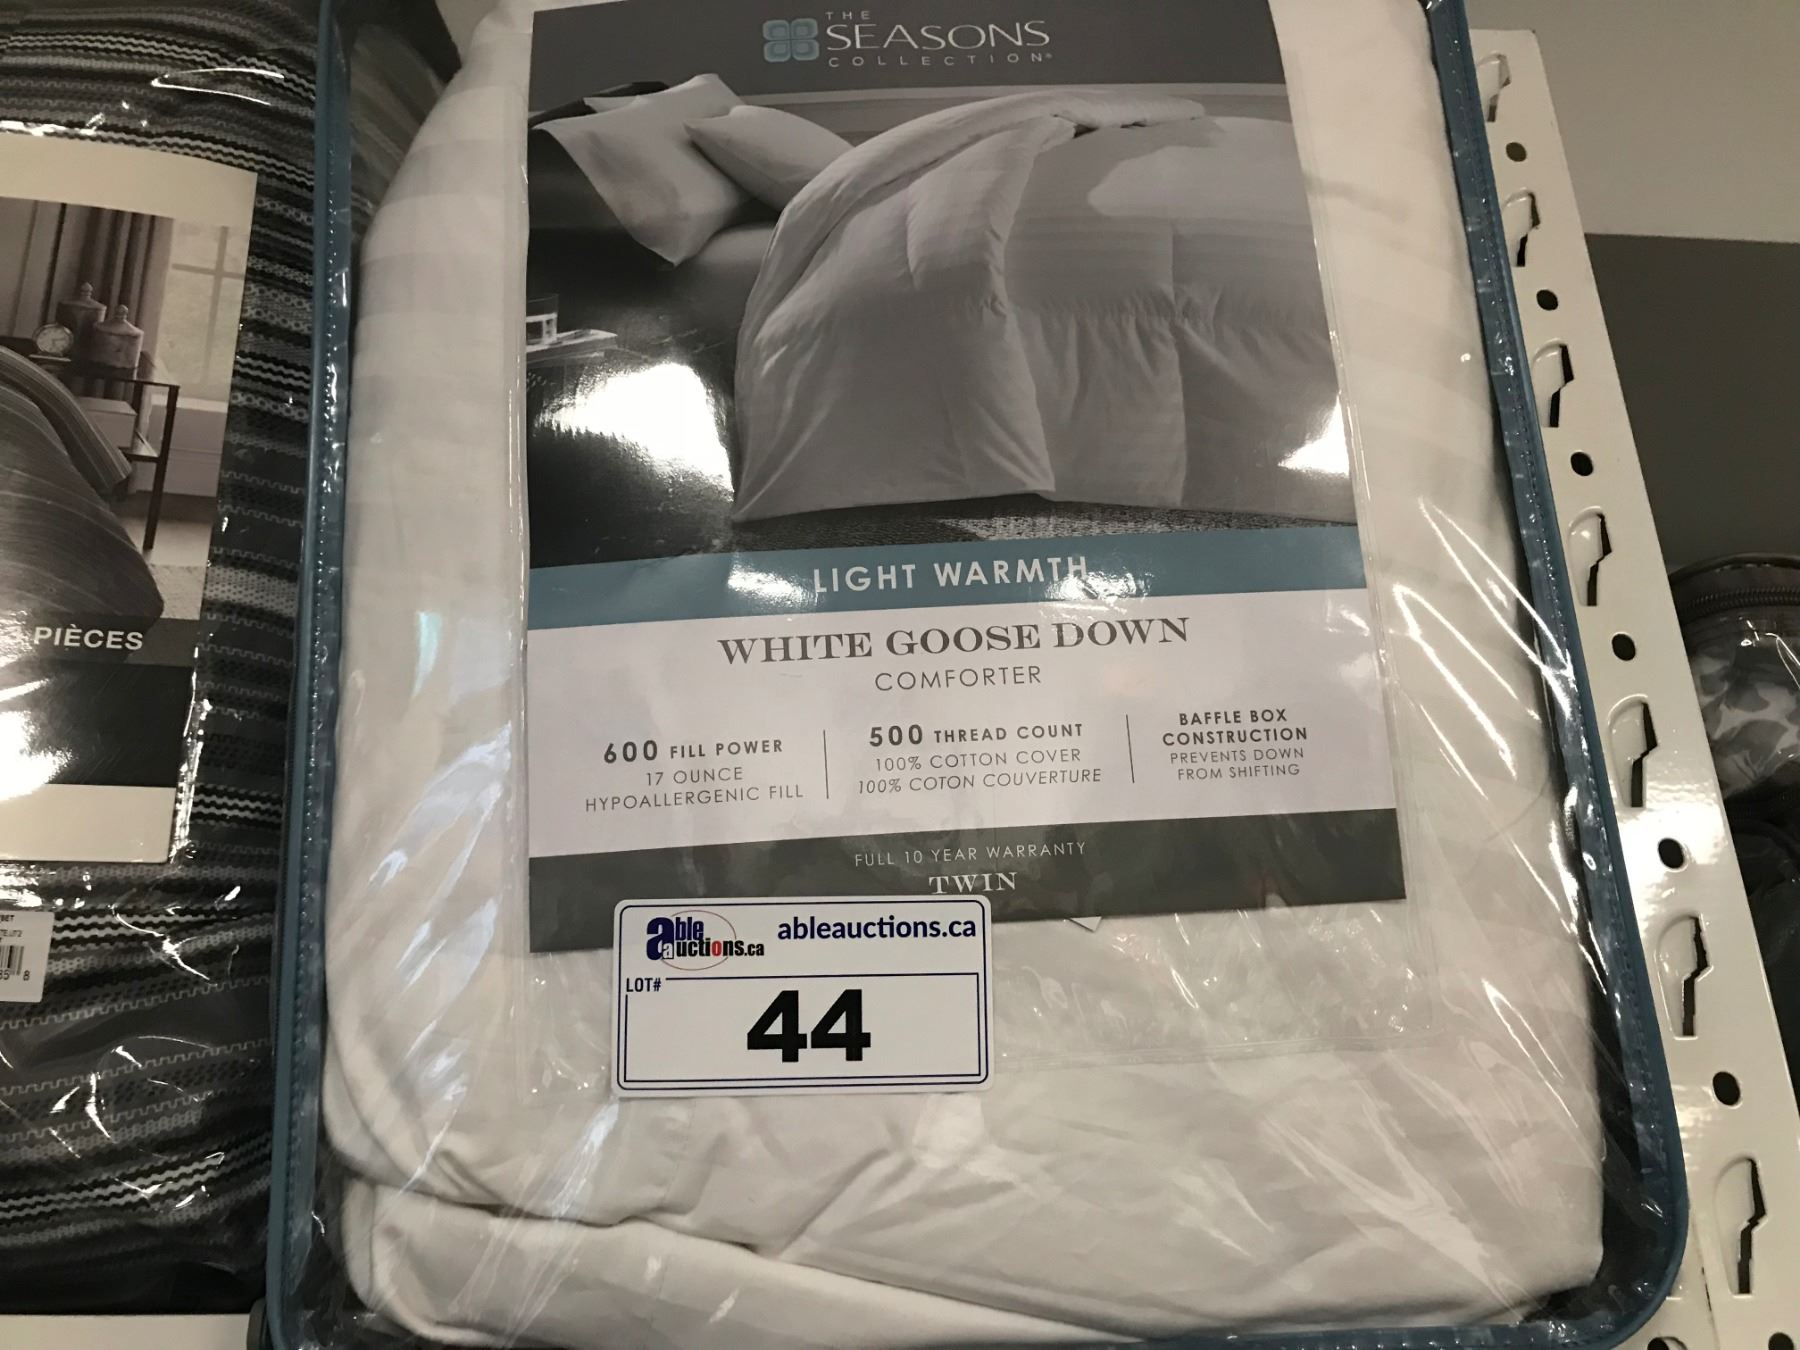 THE
SEASONS
COLLECTION
LIGHT WARMTH
WHITE GOOSE DOWN
COMFORTER
600 FILL POWER
17 OUNCE
HYPOALLERGENIC FILL
500 THREAD COUNT
100% COTTON COVER
100% COTON COUVERTURE
BAFFLE BOX
CONSTRUCTION
PREVENTS DOWN
FROM SHIFTING
FULL 10 YEAR WARRANTY
TWIN
able auctions.ca
ableauctions.ca
LOT#
44
PIÈCES